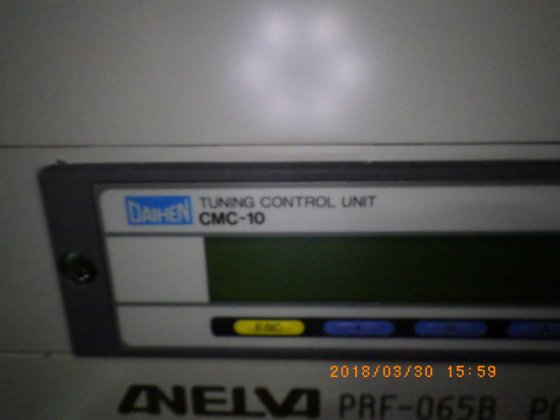 DAIHEN TUNING CONTROL UNIT
CMC-10
ESC
2018/03/30 15:59
ANELVA PRF-065B